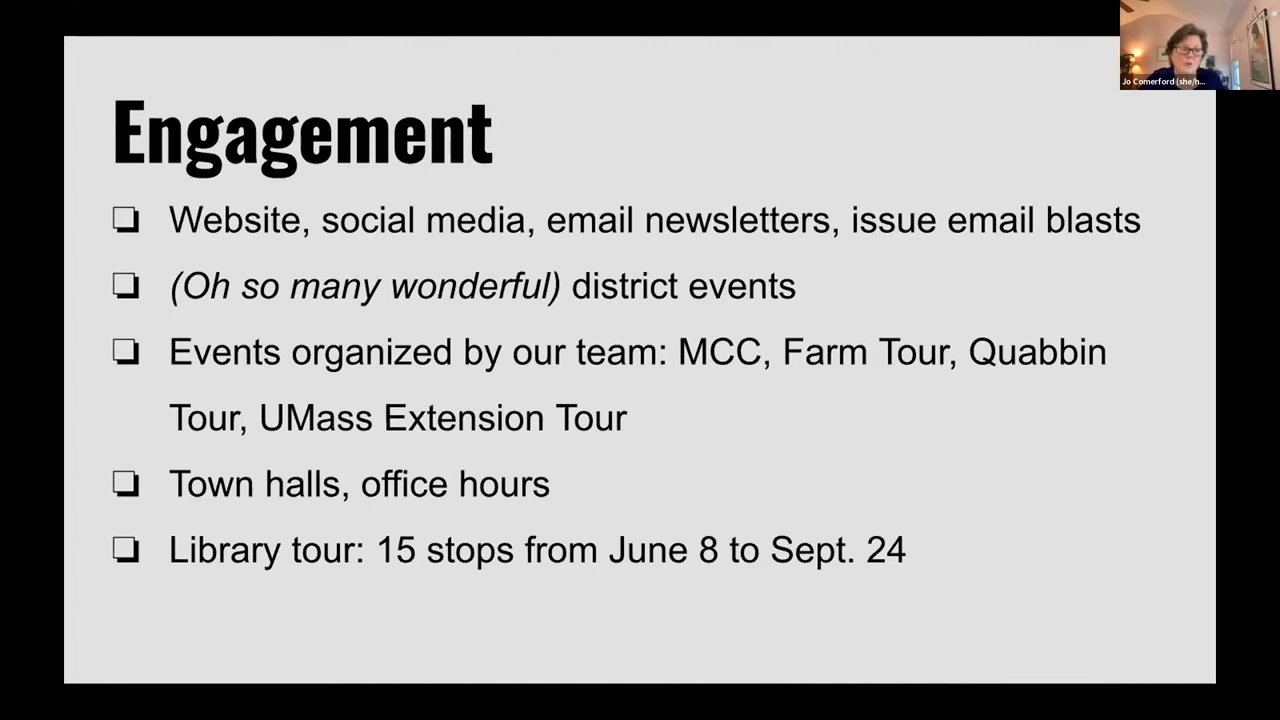 Jo Comerford (she/h...
Engagement
❏ Website, social media, email newsletters, issue email blasts
❏ (Oh so many wonderful) district events
❏ Events organized by our team: MCC, Farm Tour, Quabbin
Tour, UMass Extension Tour
❏ Town halls, office hours
❏ Library tour: 15 stops from June 8 to Sept. 24